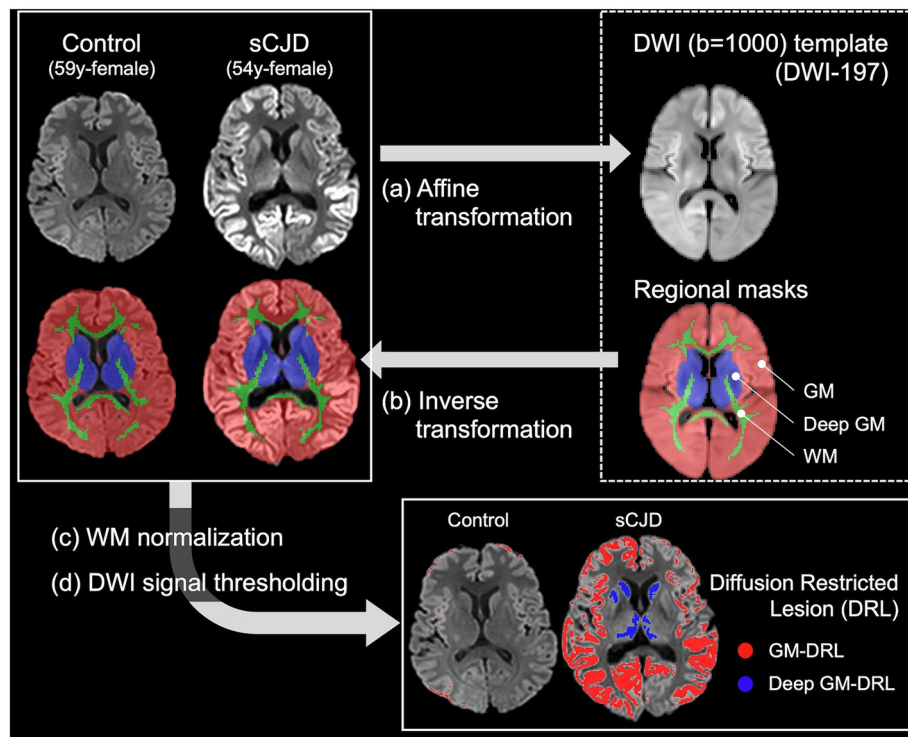 Control
(59y-female)
sCJD
(54y-female)
DWI (b=1000) template
(DWI-197)
(a) Affine
transformation
Regional masks
(b) Inverse
transformation
GM
Deep GM
WM
(c) WM normalization
(d) DWI signal thresholding
Control
sCJD
Diffusion Restricted
Lesion (DRL)
GM-DRL
Deep GM-DRL